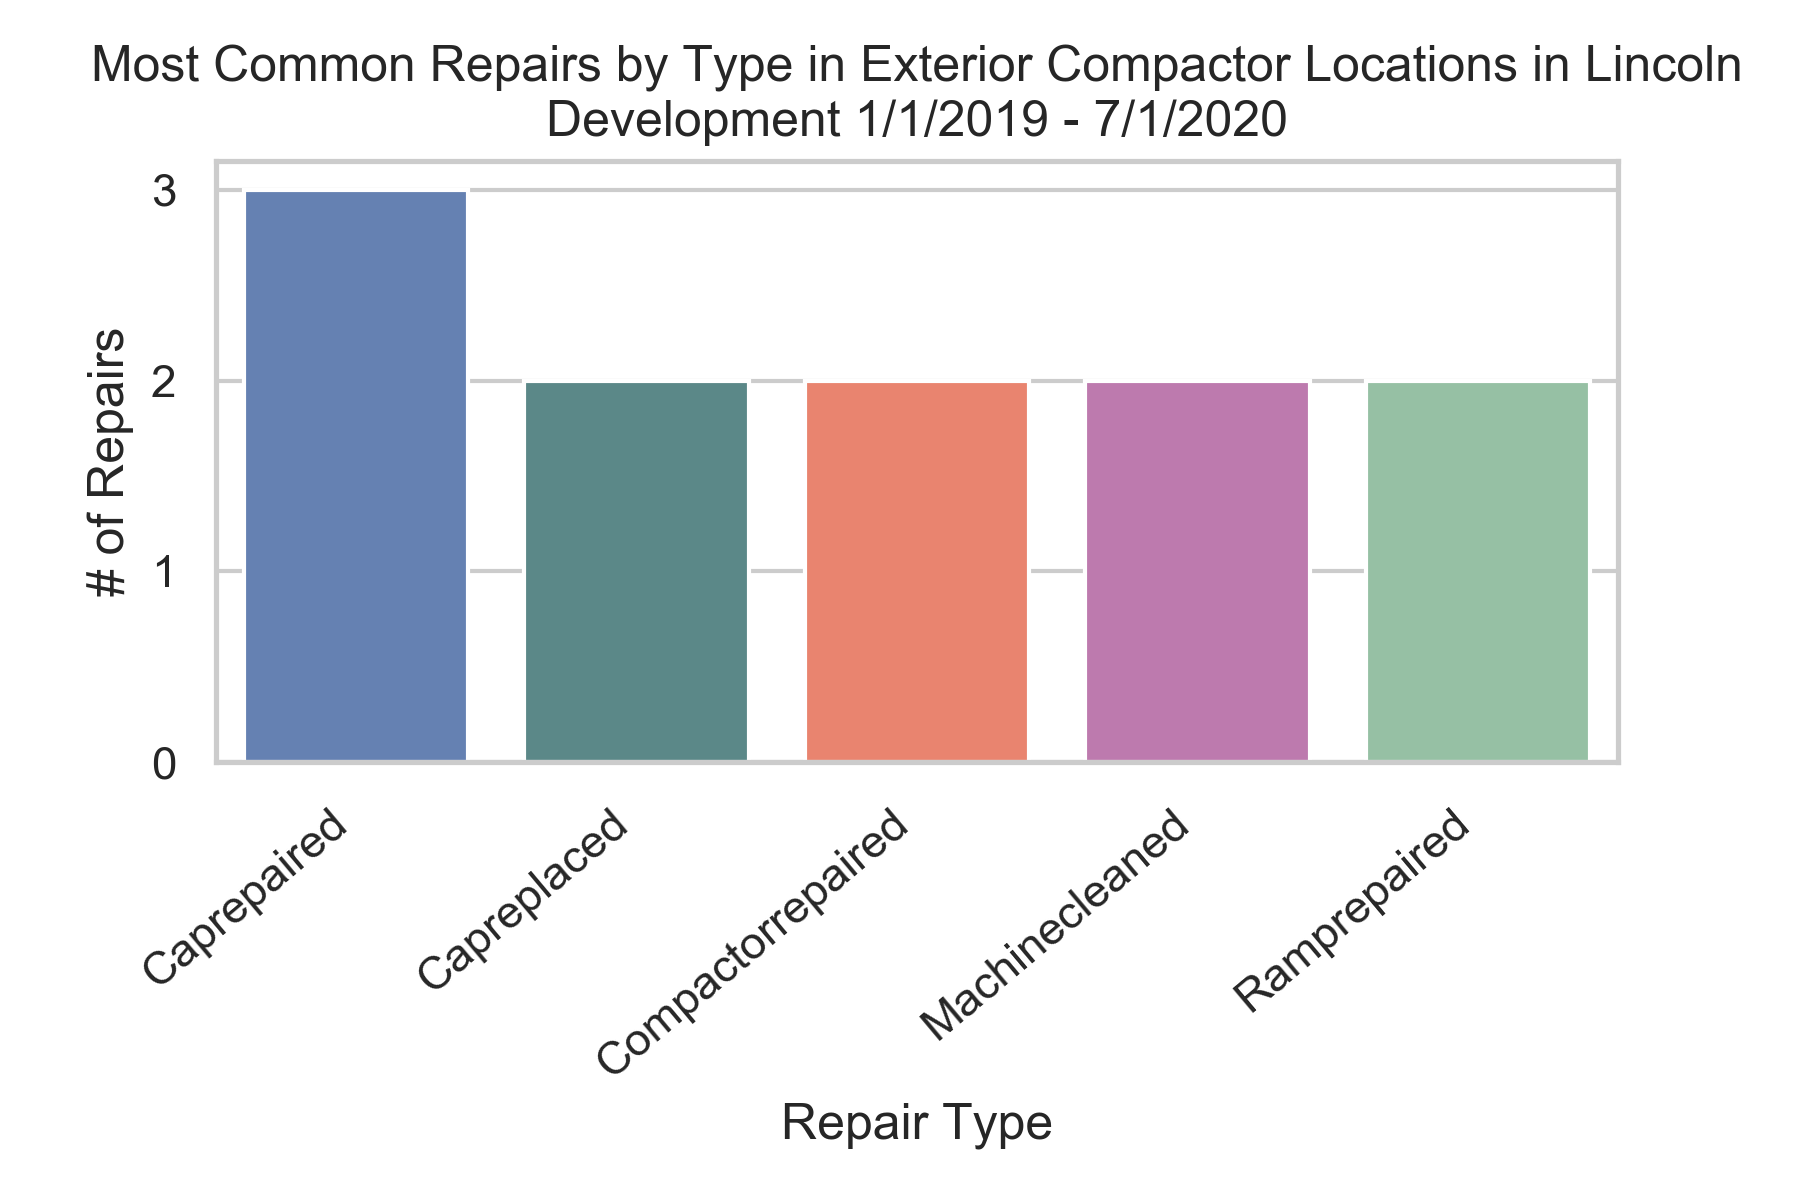 Most Common Repairs by Type in Exterior Compactor Locations in Lincoln
Development 1/1/2019 - 7/1/2020
# of Repairs
3
2
1
0
Caprepaired
Capreplaced
Compactorrepaired
Machinecleaned
Ramprepaired
Repair Type